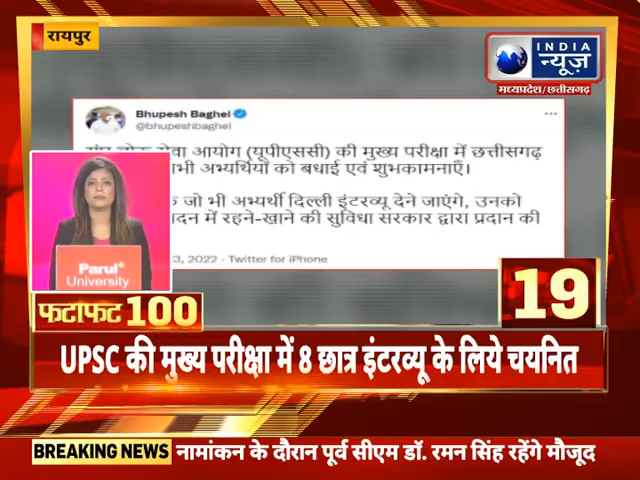 रायपुर
INDIA
न्यूज़
मध्यप्रदेश/छत्तीसगढ़
Bhupesh Baghel
@bhupeshbaghel
सेवा आयोग (यूपीएससी) की मुख्य परीक्षा में छत्तीसगढ़
अभ्यर्थियों को बधाई एवं शुभकामनाएँ।
जो भी अभ्यर्थी दिल्ली इंटरव्यू देने जाएंगे, उनको
में रहने-खाने की सुविधा सरकार द्वारा प्रदान की
3, 2022 - Twitter for iPhone
Parul®
University
फटाफट 100
19
UPSC की मुख्य परीक्षा में 8 छात्र इंटरव्यू के लिये चयनित
BREAKING NEWS नामांकन के दौरान पूर्व सीएम डॉ. रमन सिंह रहेंगे मौजूद